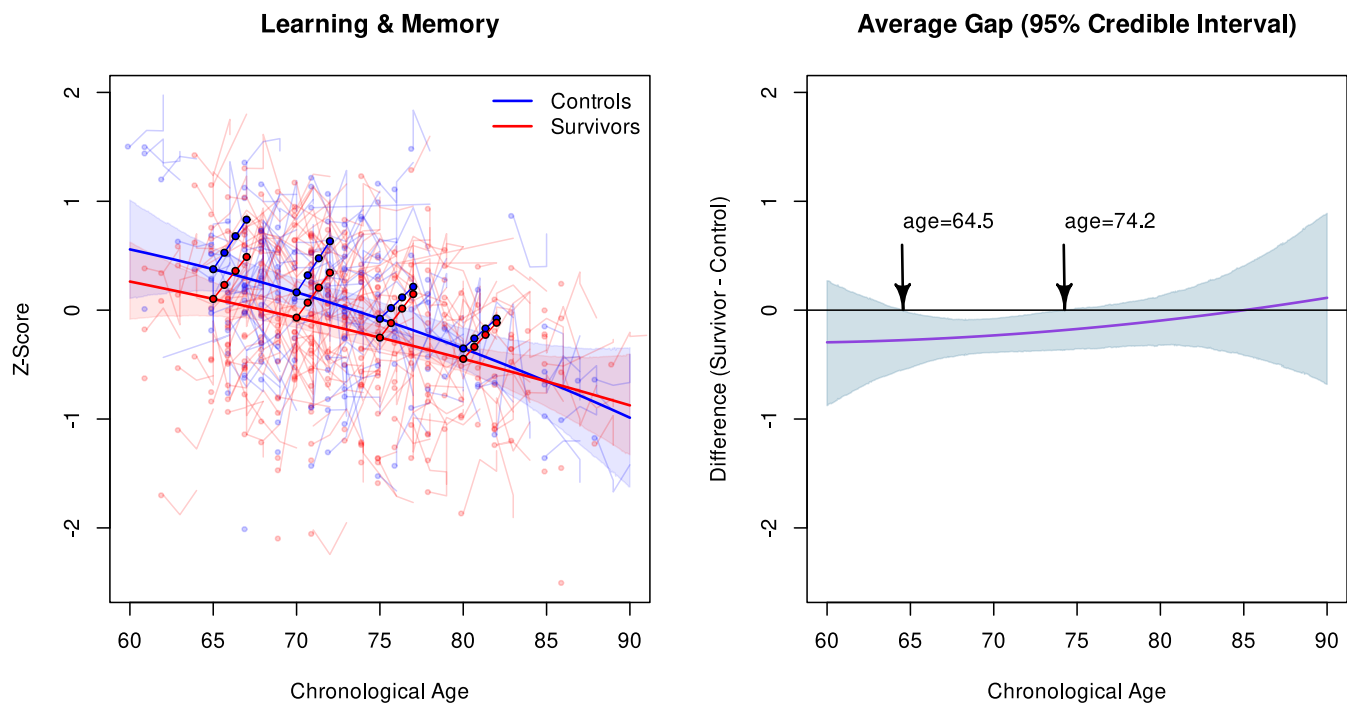 Learning & Memory
Z-Score
2
1
0
-1
-2
Controls
Survivors
60 65 70 75 80 85 90
Chronological Age
Average Gap (95% Credible Interval)
Difference (Survivor - Control)
2
1
0
-1
-2
age=64.5
age=74.2
60 65 70 75 80 85 90
Chronological Age